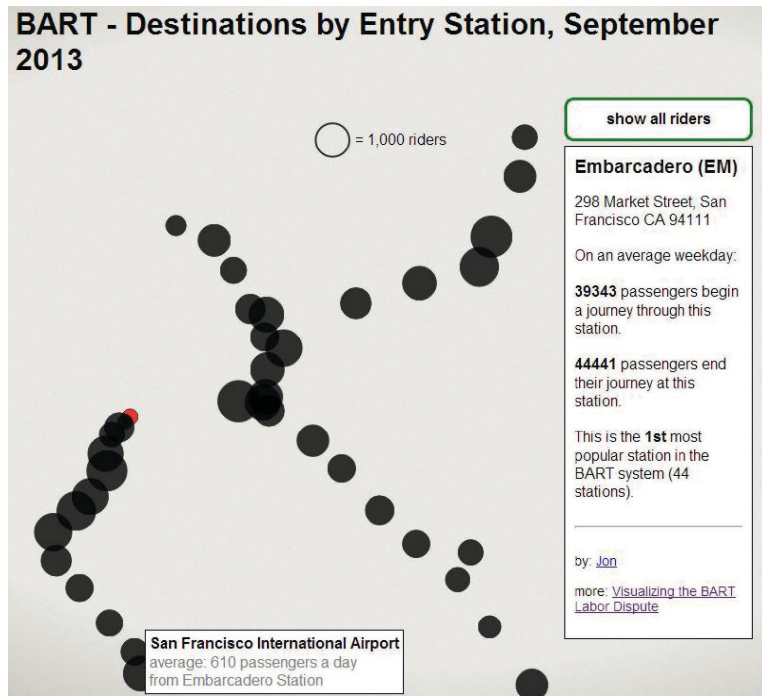 BART - Destinations by Entry Station, September
2013
= 1,000 riders
show all riders
Embarcadero (EM)
298 Market Street, San
Francisco CA 94111
On an average weekday:
39343 passengers begin
a journey through this
station.
44441 passengers end
their journey at this
station.
This is the 1st most
popular station in the
BART system (44
stations).
by: Jon
more: Visualizing the BART
Labor Dispute
San Francisco International Airport
average: 610 passengers a day
from Embarcadero Station